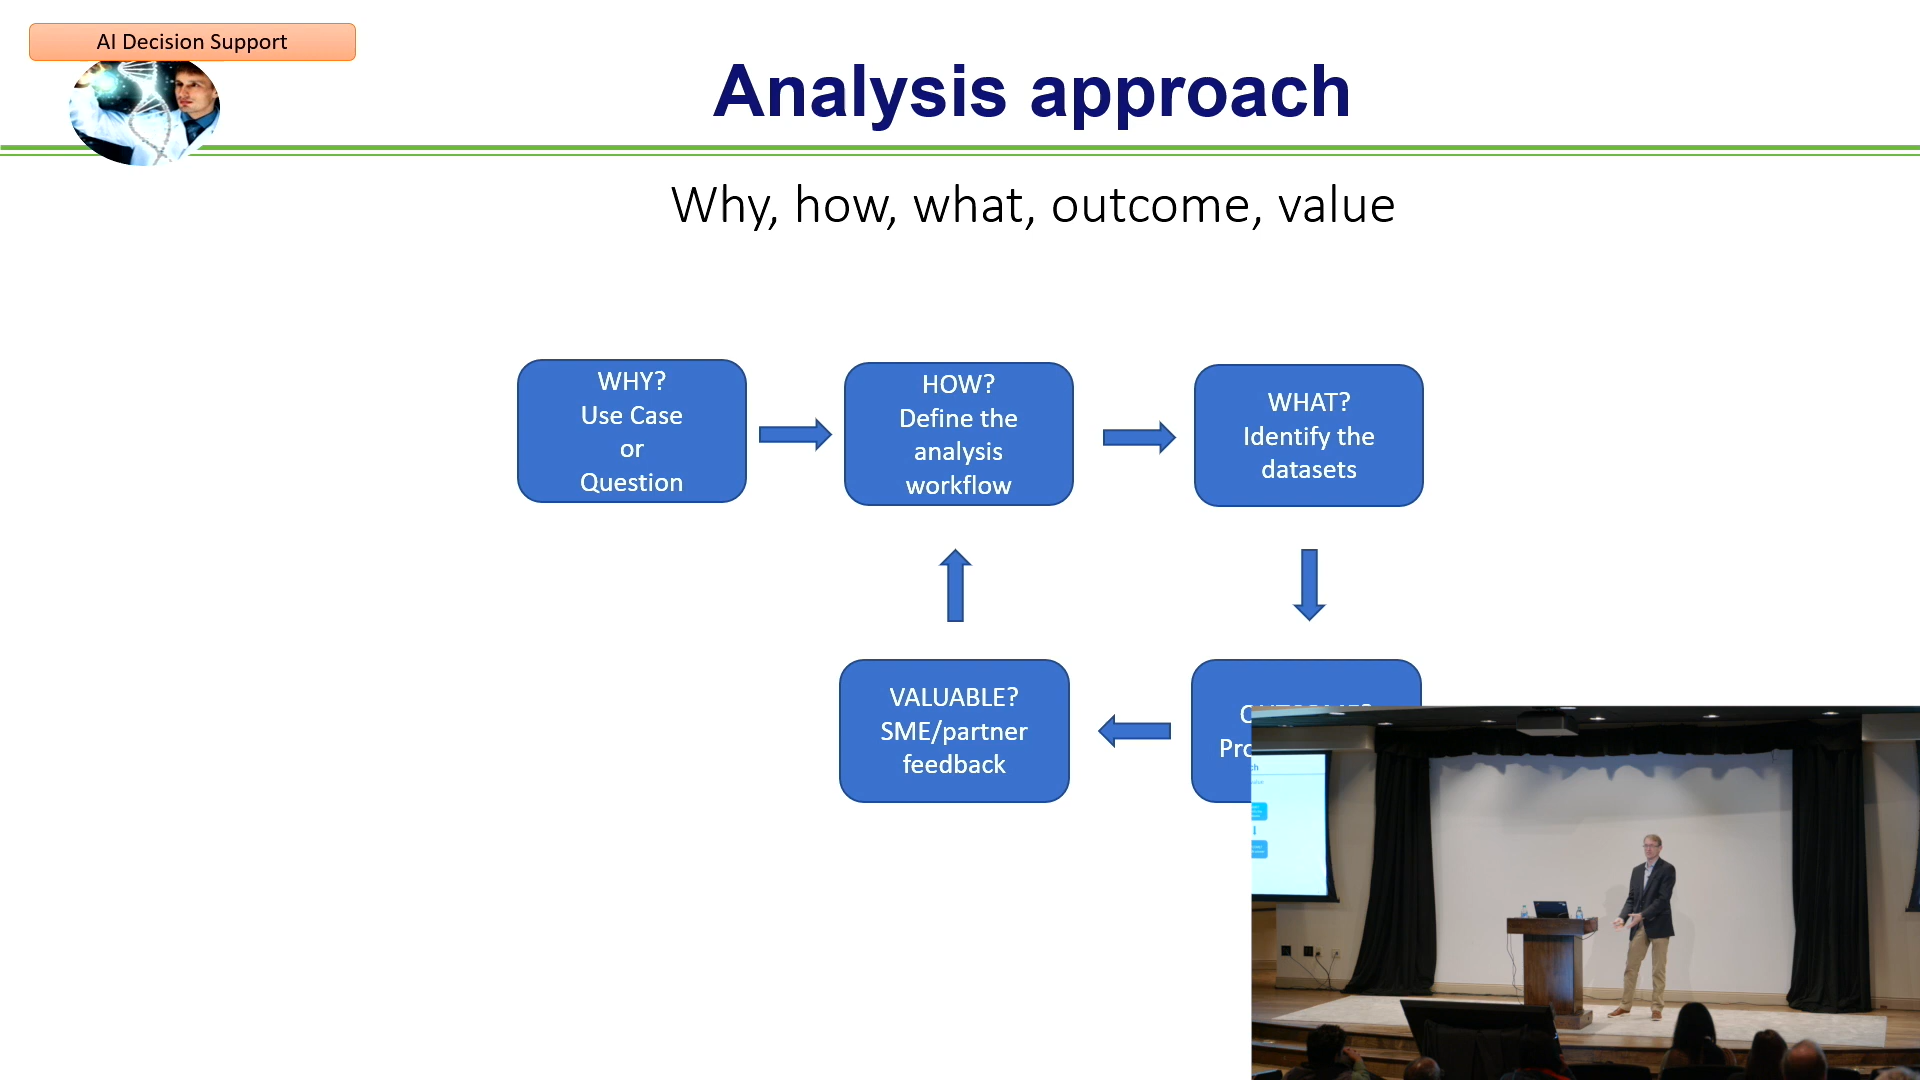 AI Decision Support
Analysis approach
Why, how, what, outcome, value
WHY?
Use Case
or
Question
HOW?
Define the
analysis
workflow
WHAT?
Identify the
datasets
VALUABLE?
SME/partner
feedback